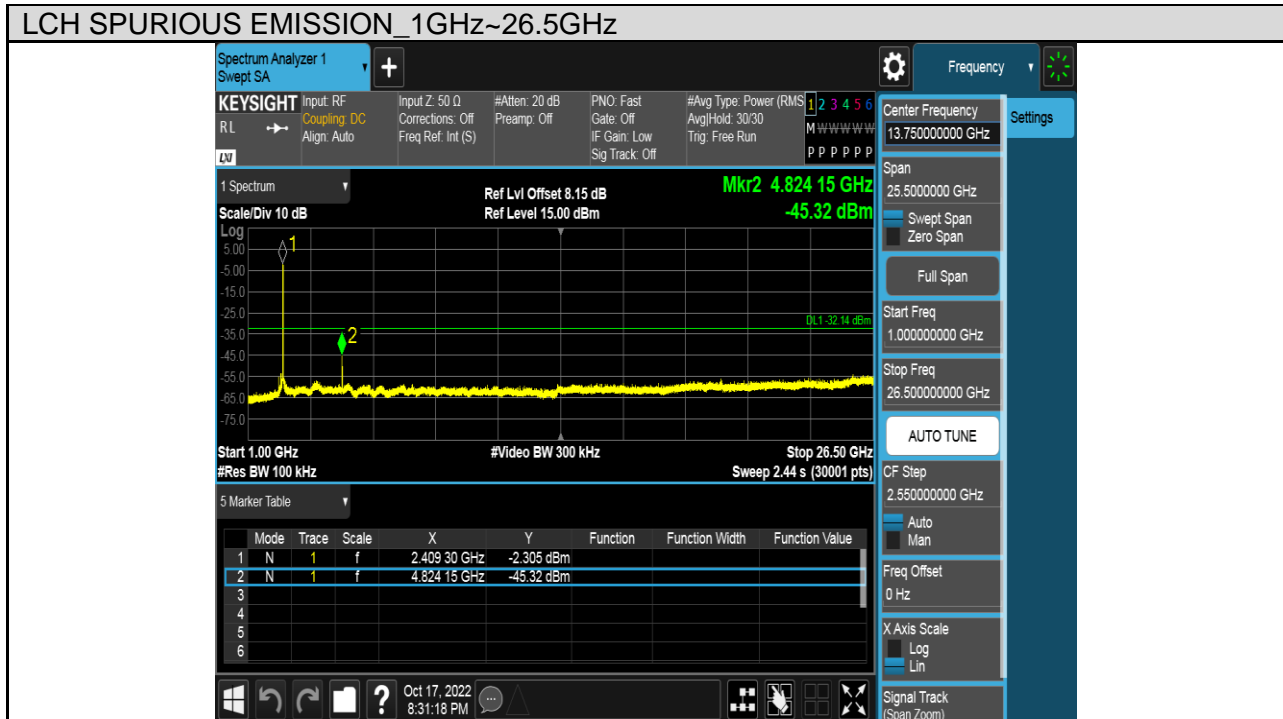 LCH SPURIOUS EMISSION_1GHz~26.5GHz
Spectrum Analyzer 1
Swept SA
+
Frequency
KEYSIGHT Input: RF Input Z: 50 Ω #Atten: 20 dB PNO: Fast #Avg Type: Power (RMS 1 2 3 4 5 6
RL Coupling: DC Corrections: Off Preamp: Off Gate: Off Avg|Hold: 30/30 M W W W W W
Align: Auto Freq Ref: Int (S) IF Gain: Low Trig: Free Run
LXI Sig Track: Off P P P P P P
Center Frequency
13.75000000 GHz
Settings
1 Spectrum
Ref Lvl Offset 8.15 dB
Mkr2 4.824 15 GHz
Scale/Div 10 dB
Ref Level 15.00 dBm
-45.32 dBm
Span
25.5000000 GHz
Swept Span
Zero Span
Full Span
Log
5.00
-5.00
-15.0
-25.0
-35.0
-45.0
-55.0
-65.0
-75.0
1
2
DL1 -32.14 dBm
Start Freq
1.000000000 GHz
Stop Freq
26.500000000 GHz
AUTO TUNE
Start 1.00 GHz #Video BW 300 kHz Stop 26.50 GHz
#Res BW 100 kHz Sweep 2.44 s (30001 pts)
CF Step
2.550000000 GHz
Auto
Man
5 Marker Table
Mode Trace Scale X Y Function Function Width Function Value
1 N 1 f 2.409 30 GHz -2.305 dBm
2 N 1 f 4.824 15 GHz -45.32 dBm
3
4
5
6
Freq Offset
0 Hz
X Axis Scale
Log
Lin
Signal Track
(Span Zoom)
?
Oct 17, 2022
8:31:18 PM